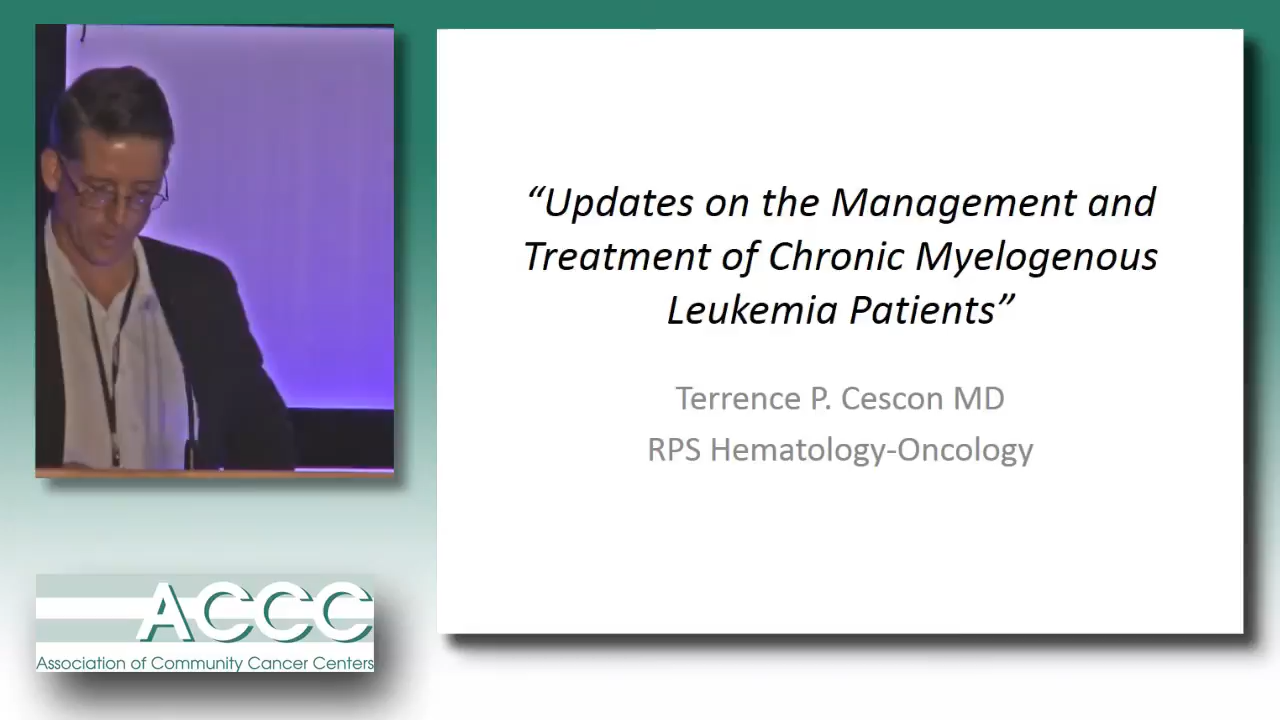 “Updates on the Management and
Treatment of Chronic Myelogenous
Leukemia Patients”
Terrence P. Cescon MD
RPS Hematology-Oncology
ACCC
Association of Community Cancer Centers